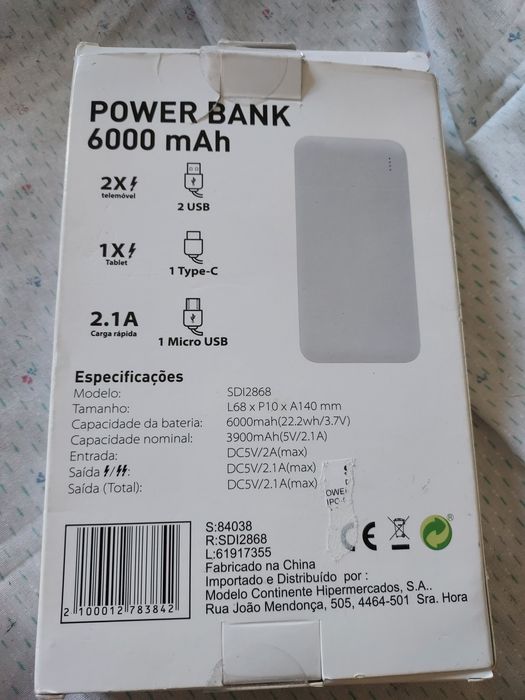 POWER BANK
6000 mAh
2X
telemóvel
2 USB
1X
Tablet
1 Type-C
2.1A
Carga rápida
1 Micro USB
Especificações
Modelo: SDI2868
Tamanho: L68 x P10 x A140 mm
Capacidade da bateria: 6000mAh(22.2wh/3.7V)
Capacidade nominal: 3900mAh(5V/2.1A)
Entrada: DC5V/2A(max)
Saída / : DC5V/2.1A(max)
Saída (Total): DC5V/2.1A(max)
POWE
CE
S:84038
R:SDI2868
L:61917355
Fabricado na China
Importado e Distribuído por :
Modelo Continente Hipermercados, S.A..
Rua João Mendonça, 505, 4464-501 Sra. Hora
2 100012 783842